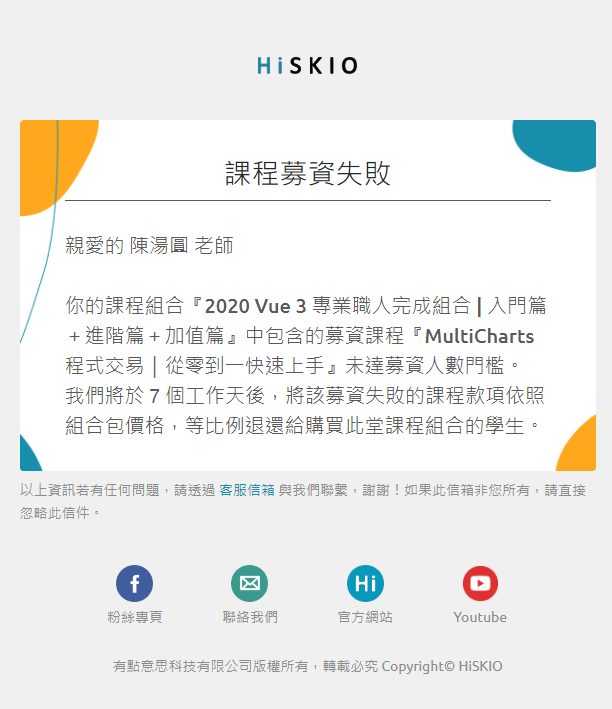 HiSKIO
課程募資失敗
親愛的 陳湯圓 老師
你的課程組合『2020 Vue 3 專業職人完成組合 | 入門篇
＋進階篇＋加值篇』中包含的募資課程『MultiCharts
程式交易｜從零到一快速上手』未達募資人數門檻。
我們將於 7 個工作天後，將該募資失敗的課程款項依照
組合包價格，等比例退還給購買此堂課程組合的學生。
以上資訊若有任何問題，請透過 客服信箱 與我們聯繫，謝謝！如果此信箱非您所有，請直接
忽略此信件。
Hi
粉絲專頁 聯絡我們 官方網站 Youtube
有點意思科技有限公司版權所有，轉載必究 Copyright© HiSKIO